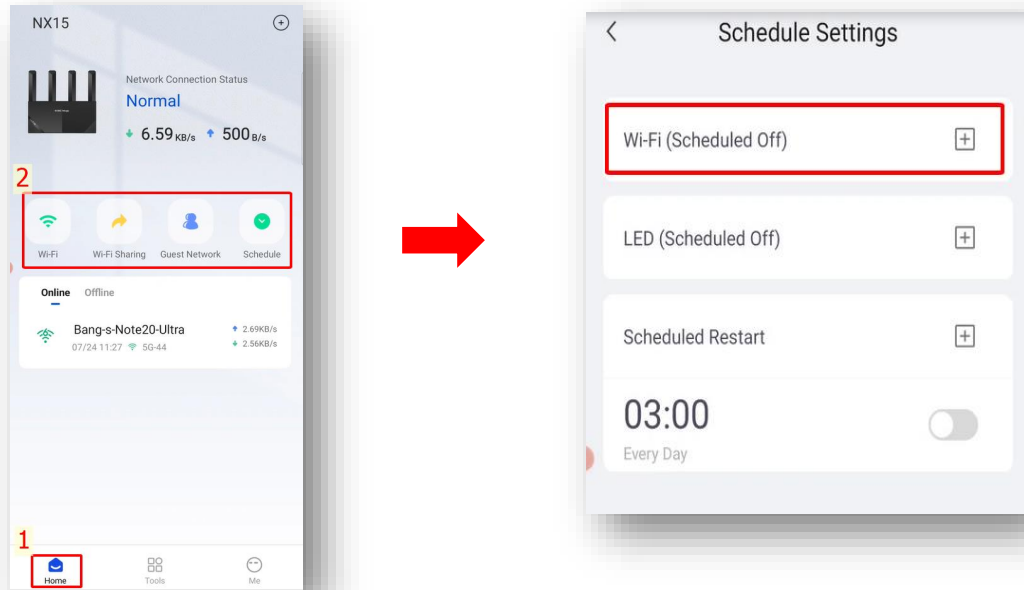 NX15
Network Connection Status
Normal
6.59 KB/s 500 B/s
2
Wi-Fi Wi-Fi Sharing Guest Network Schedule
Online Offline
Bang-s-Note20-Ultra 2.69KB/s
07/24 11:27 5G-44 2.56KB/s
1
Home Tools Me
Schedule Settings
Wi-Fi (Scheduled Off)
LED (Scheduled Off)
Scheduled Restart
03:00
Every Day